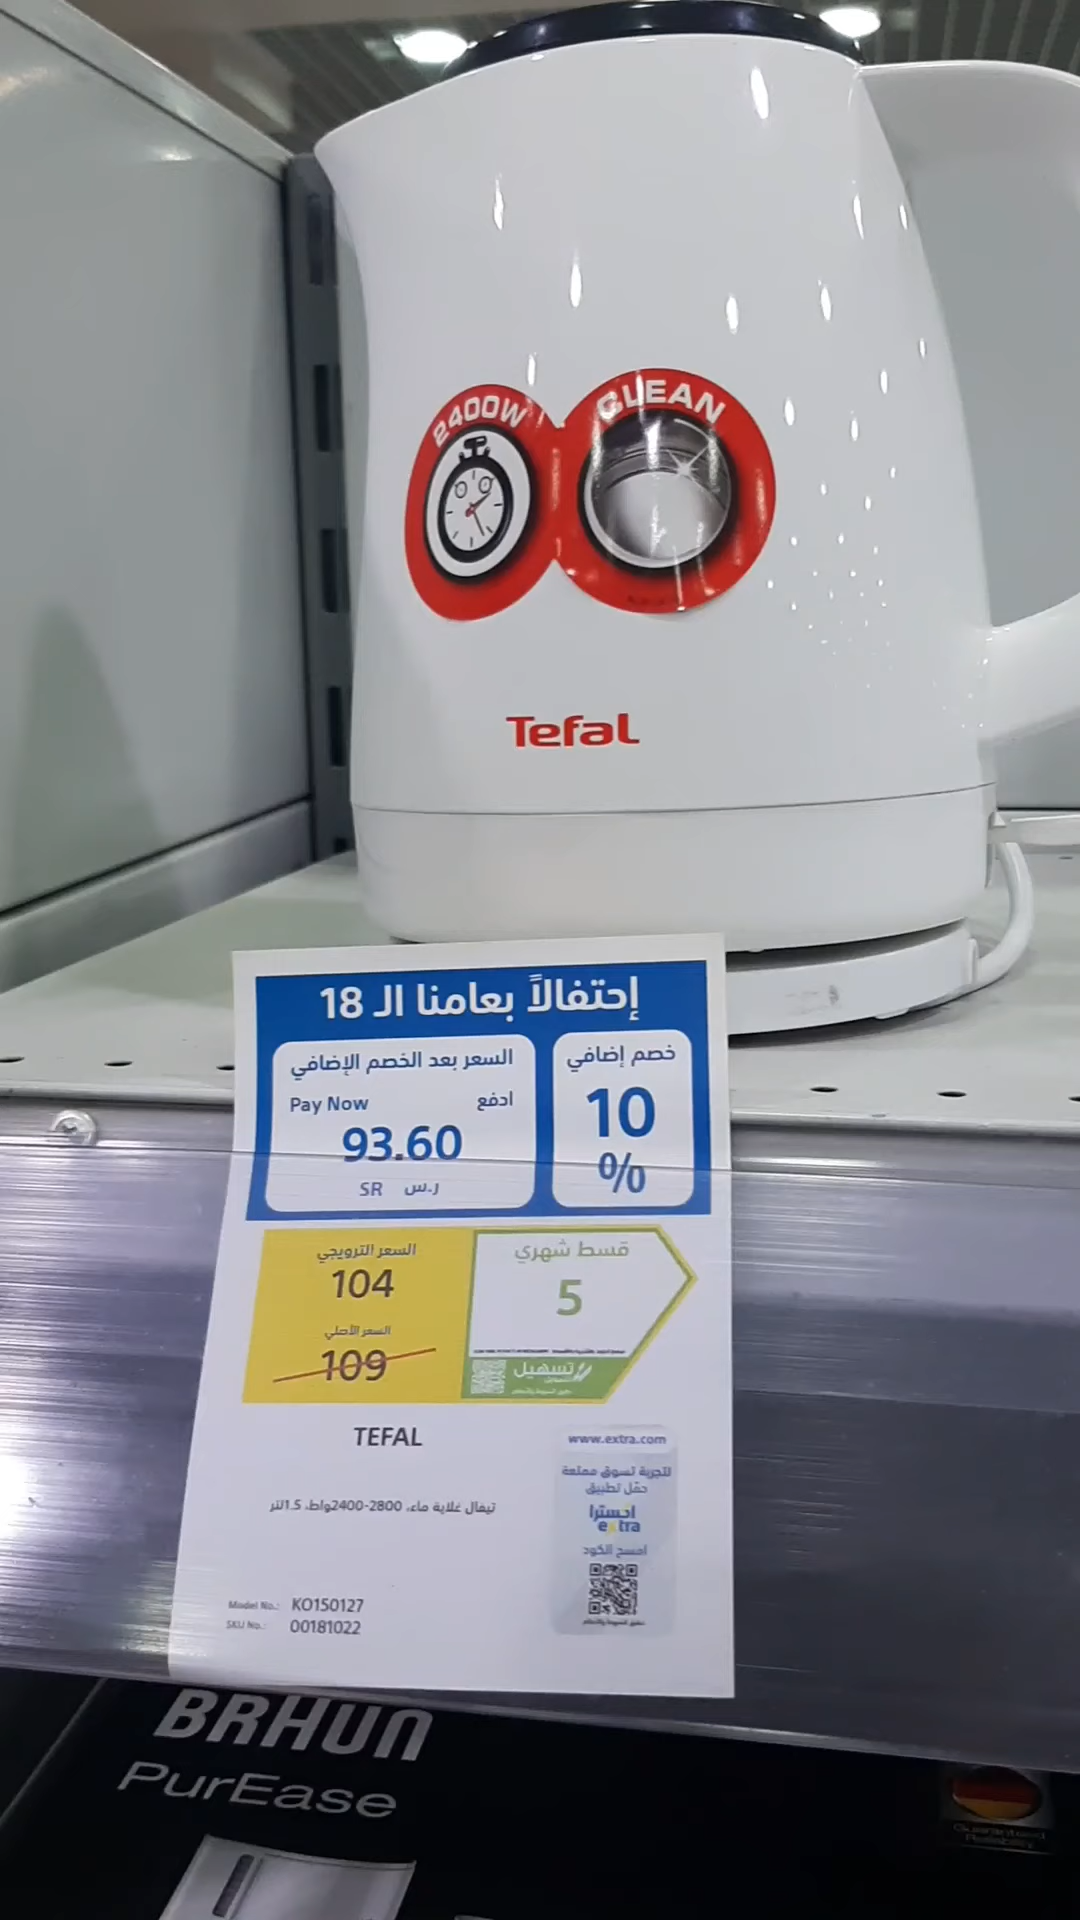 2400W
CLEAN
Tefal
إحتفالاً بعامنا الـ 18
خصم إضافي
10
%
السعر بعد الخصم الإضافي
Pay Now ادفع
93.60
SR ر.س
السعر الترويجي
104
السعر الأصلي
109
قسط شهري
5
تسهيل
TEFAL
تيفال غلاية ماء، 2800-2400واط، 1.5لتر
Model No.: KO150127
SKU No.: 00181022
www.extra.com
لتجربة تسوق ممتعة
حمّل تطبيق
اكسترا
extra
امسح الكود
BRAUN
PurEase
Guaranteed
Reliability